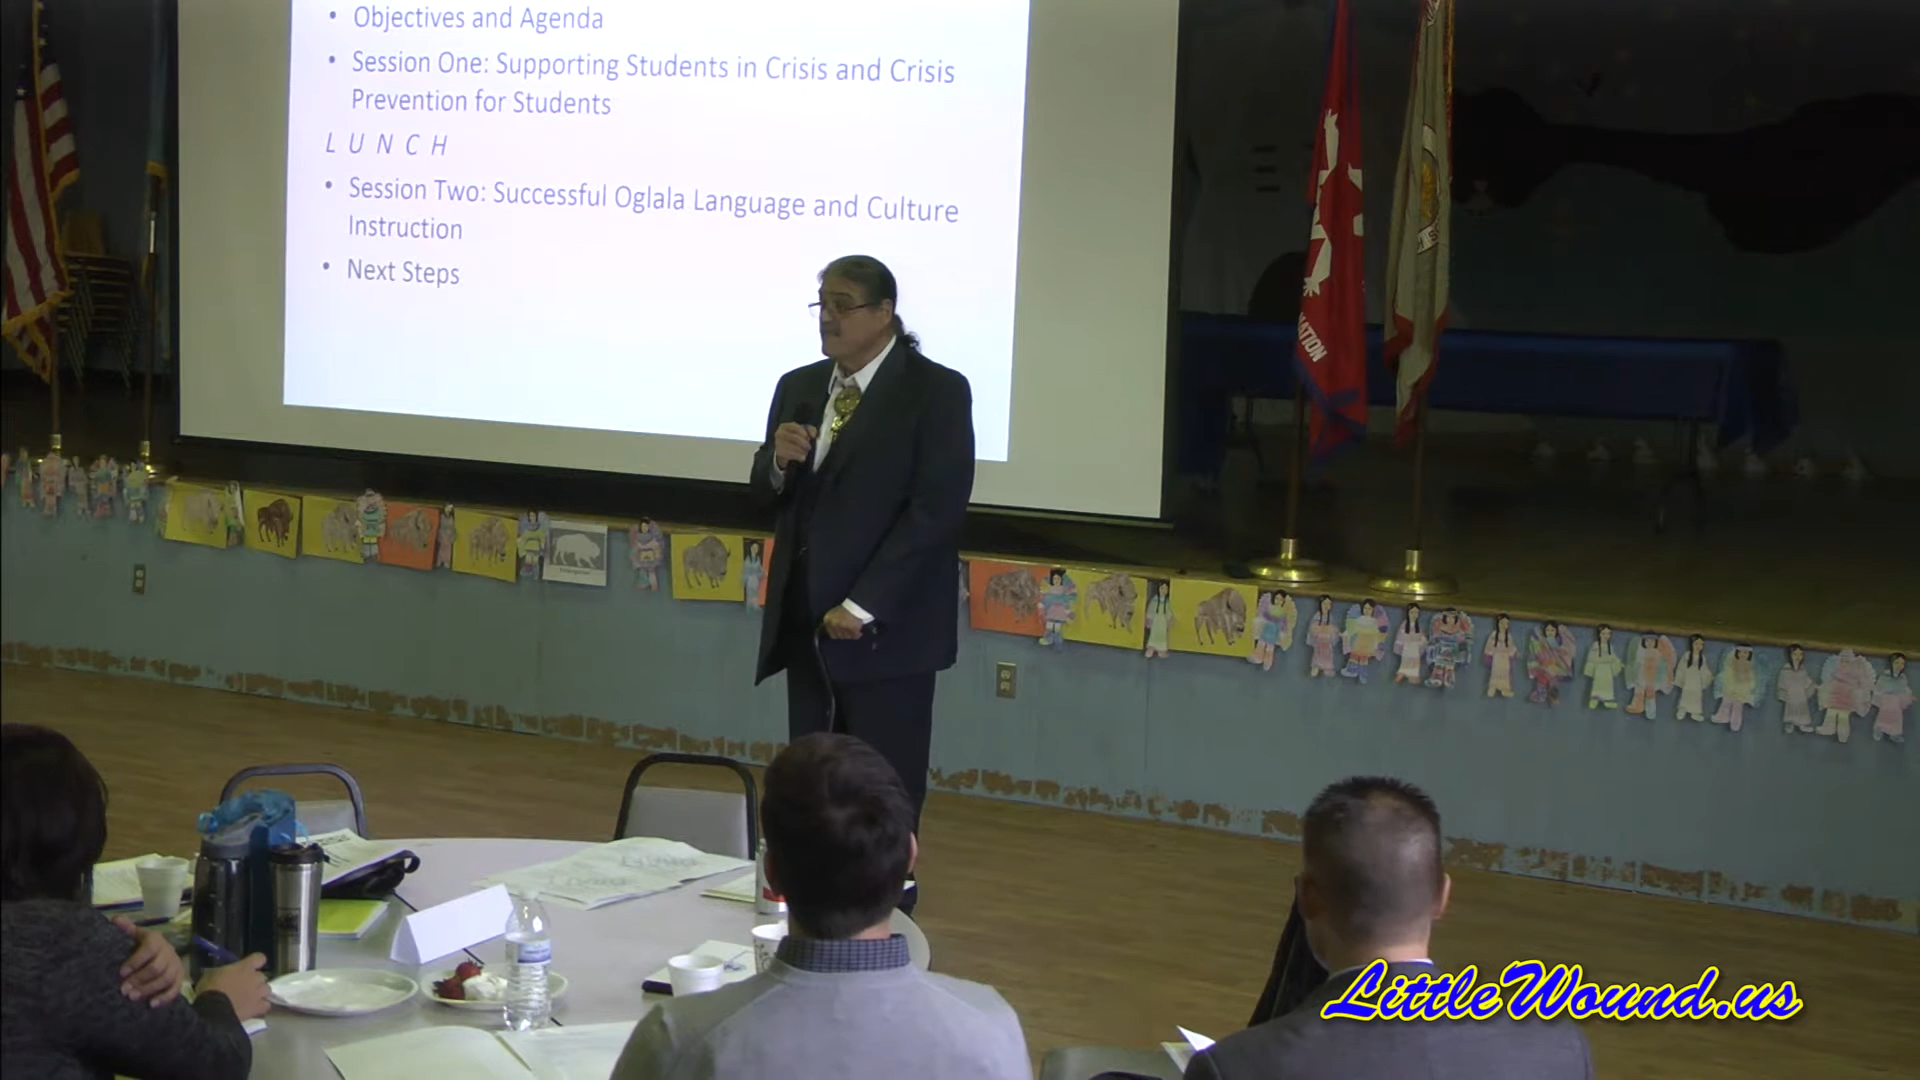 • Objectives and Agenda
• Session One: Supporting Students in Crisis and Crisis
Prevention for Students
L U N C H
• Session Two: Successful Oglala Language and Culture
Instruction
• Next Steps
NATION
LittleWound.us